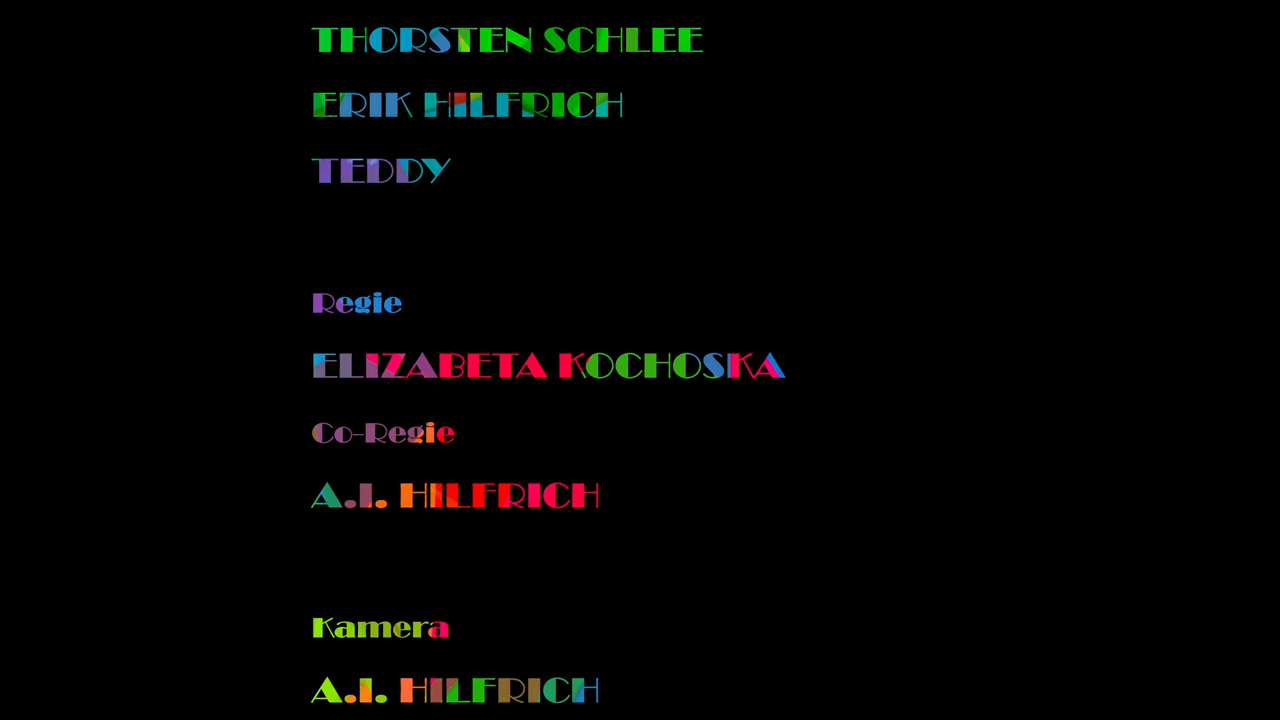 THORSTEN SCHLEE
ERIK HILFRICH
TEDDY
Regie
ELIZABETA KOCHOSKA
Co-Regie
A.I. HILFRICH
Kamera
A.I. HILFRICH